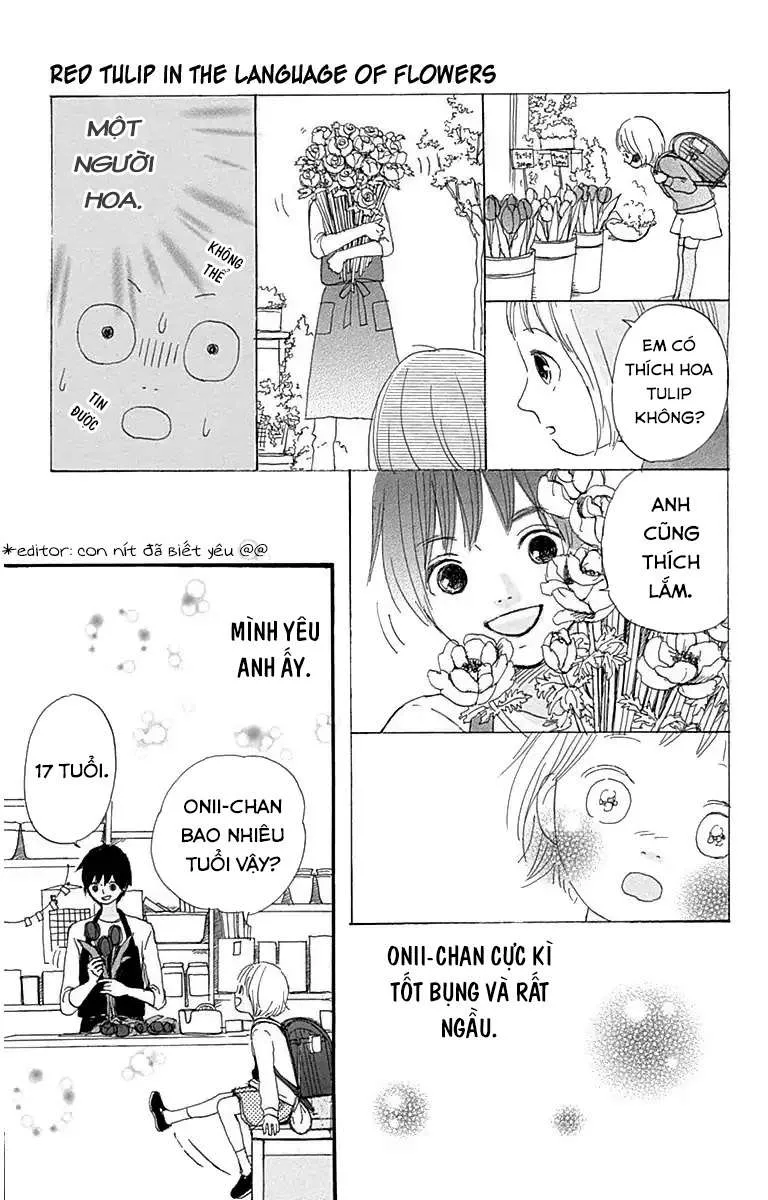 RED TULIP IN THE LANGUAGE OF FLOWERS
EM CÓ
THÍCH HOA
TULIP
KHÔNG?
MỘT
NGƯỜI
HOA.
KHÔNG
THỂ
TIN
ĐƯỢC
ANH
CŨNG
THÍCH
LẮM.
*editor: con nít đã biết yêu @@
MÌNH YÊU
ANH ẤY.
ONII-CHAN
BAO NHIÊU
TUỔI VẬY?
17 TUỔI.
ONII-CHAN CỰC KÌ
TỐT BỤNG VÀ RẤT
NGẦU.